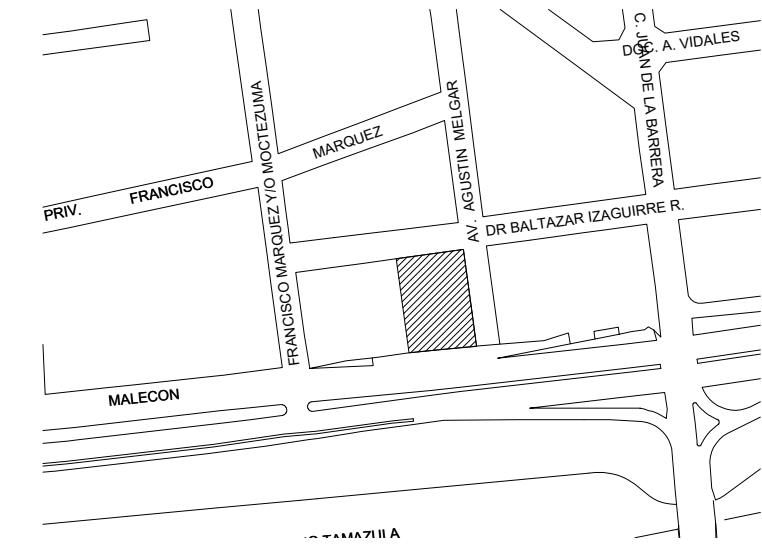 DOC. A. VIDALES
C. JUAN DE LA BARRERA
AV. AGUSTIN MELGAR
FRANCISCO MARQUEZ Y/O MOCTEZUMA
MARQUEZ
PRIV. FRANCISCO
DR BALTAZAR IZAGUIRRE R.
MALECON
TAMAZULA